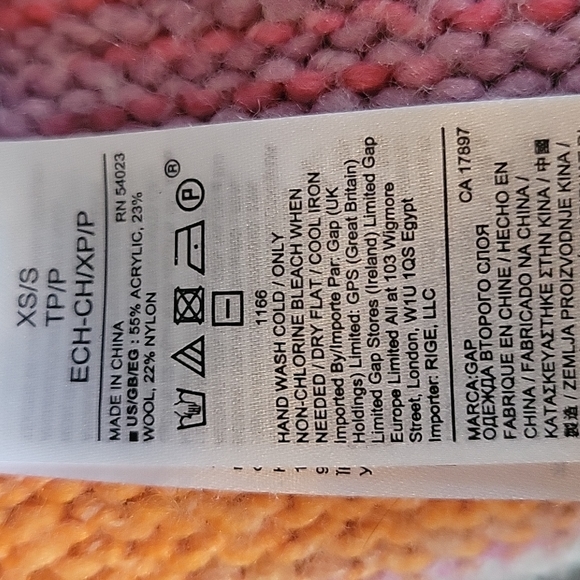 XS/S
TP/P
ECH-CH/XP/P
MADE IN CHINA RN 54023
■ US/GB/EG : 55% ACRYLIC, 23%
WOOL, 22% NYLON
P ®
1166
HAND WASH COLD / ONLY
NON-CHLORINE BLEACH WHEN
NEEDED / DRY FLAT / COOL IRON
Imported By/Importe Par: Gap (UK
Holdings) Limited: GPS (Great Britain)
Limited Gap Stores (Ireland) Limited Gap
Europe Limited All at 103 Wigmore
Street, London, W1U 1QS Egypt
Importer: RIGE, LLC
MARCA:GAP CA 17897
ОДЕЖДА ВТОРОГО СЛОЯ
FABRIQUE EN CHINE / HECHO EN
CHINA / FABRICADO NA CHINA /
ΚΑΤΑΣΚΕΥΑΣΤΗΚΕ ΣΤΗΝ ΚΙΝΑ / 中國
製造 / ZEMLJA PROIZVODNJE KINA /